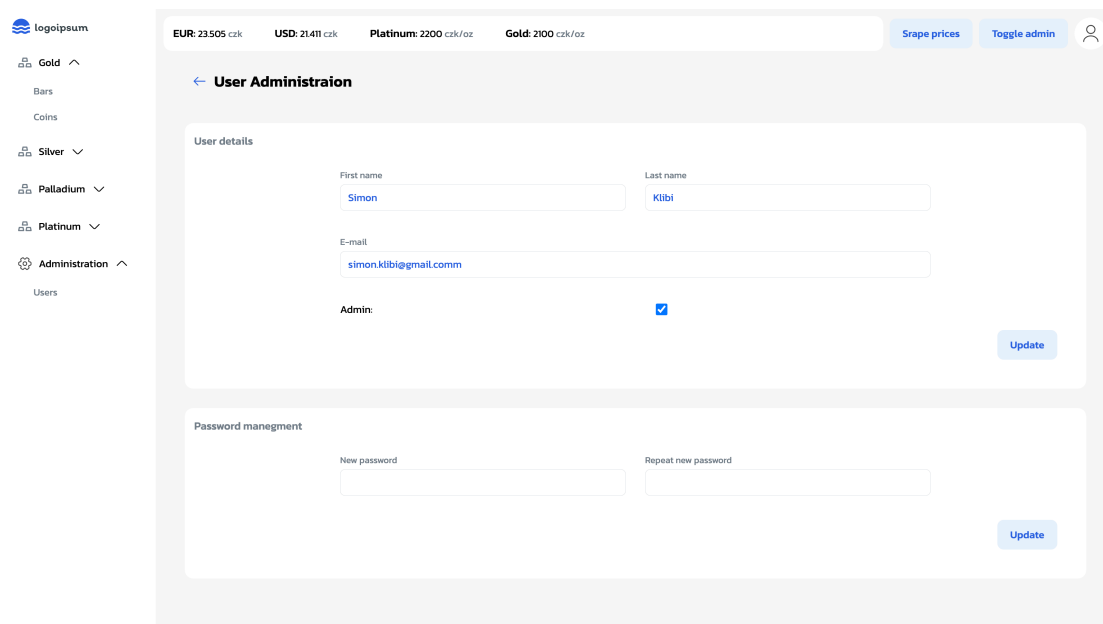 logoipsum
EUR: 23.505 czk USD: 21.411 czk Platinum: 2200 czk/oz Gold: 2100 czk/oz Srape prices Toggle admin
Gold
Bars
Coins
Silver
Palladium
Platinum
Administration
Users
User Administraion
User details
First name Last name
Simon Klibi
E-mail
simon.klibi@gmail.comm
Admin:
Update
Password manegment
New password Repeat new password
Update